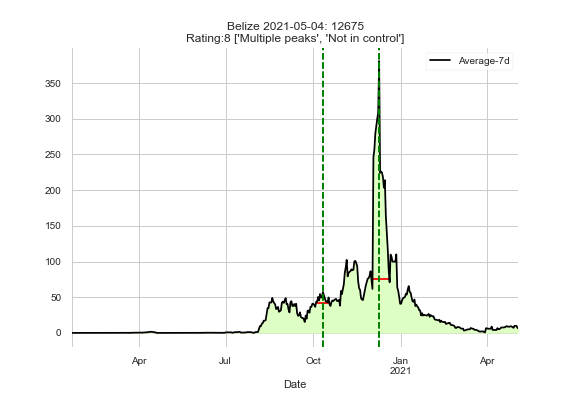 Belize 2021-05-04: 12675
Rating:8 ['Multiple peaks', 'Not in control']
Average-7d
350
300
250
200
150
100
50
0
Apr
Jul
Oct
Jan
2021
Apr
Date